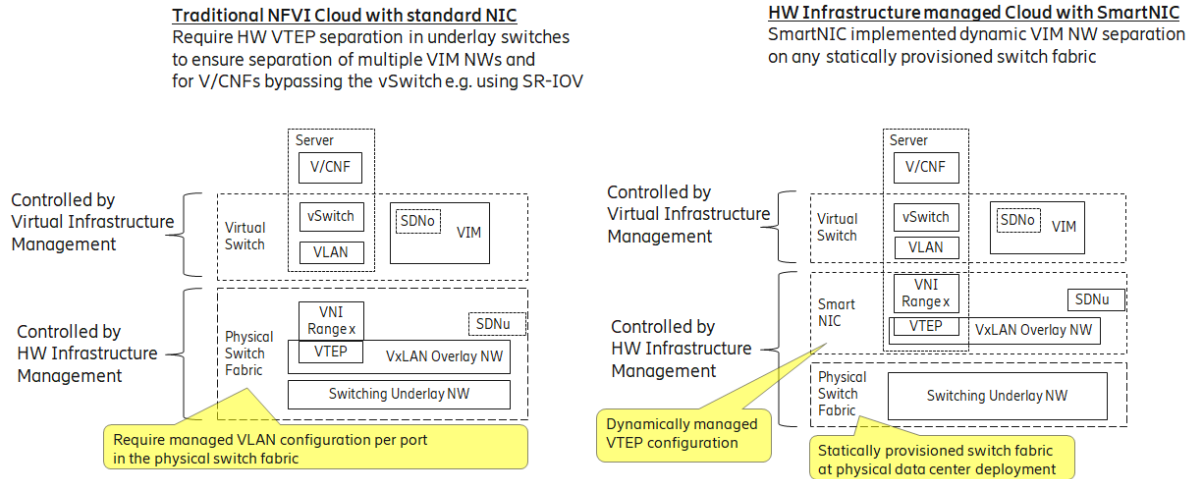 Traditional NFVI Cloud with standard NIC
Require HW VTEP separation in underlay switches
to ensure separation of multiple VIM NWs and
for V/CNFs bypassing the vSwitch e.g. using SR-IOV
Server
V/CNF
Controlled by
Virtual Infrastructure
Management
Virtual
Switch
vSwitch
VLAN
SDNo
VIM
Controlled by
HW Infrastructure
Management
Physical
Switch
Fabric
VNI
Range x
VTEP
SDNu
VxLAN Overlay NW
Switching Underlay NW
Require managed VLAN configuration per port
in the physical switch fabric
HW Infrastructure managed Cloud with SmartNIC
SmartNIC implemented dynamic VIM NW separation
on any statically provisioned switch fabric
Server
V/CNF
Controlled by
Virtual Infrastructure
Management
Virtual
Switch
vSwitch
VLAN
SDNo
VIM
Controlled by
HW Infrastructure
Management
Smart
NIC
VNI
Range x
VTEP
SDNu
VxLAN Overlay NW
Physical
Switch
Fabric
Switching Underlay NW
Dynamically managed
VTEP configuration
Statically provisioned switch fabric
at physical data center deployment